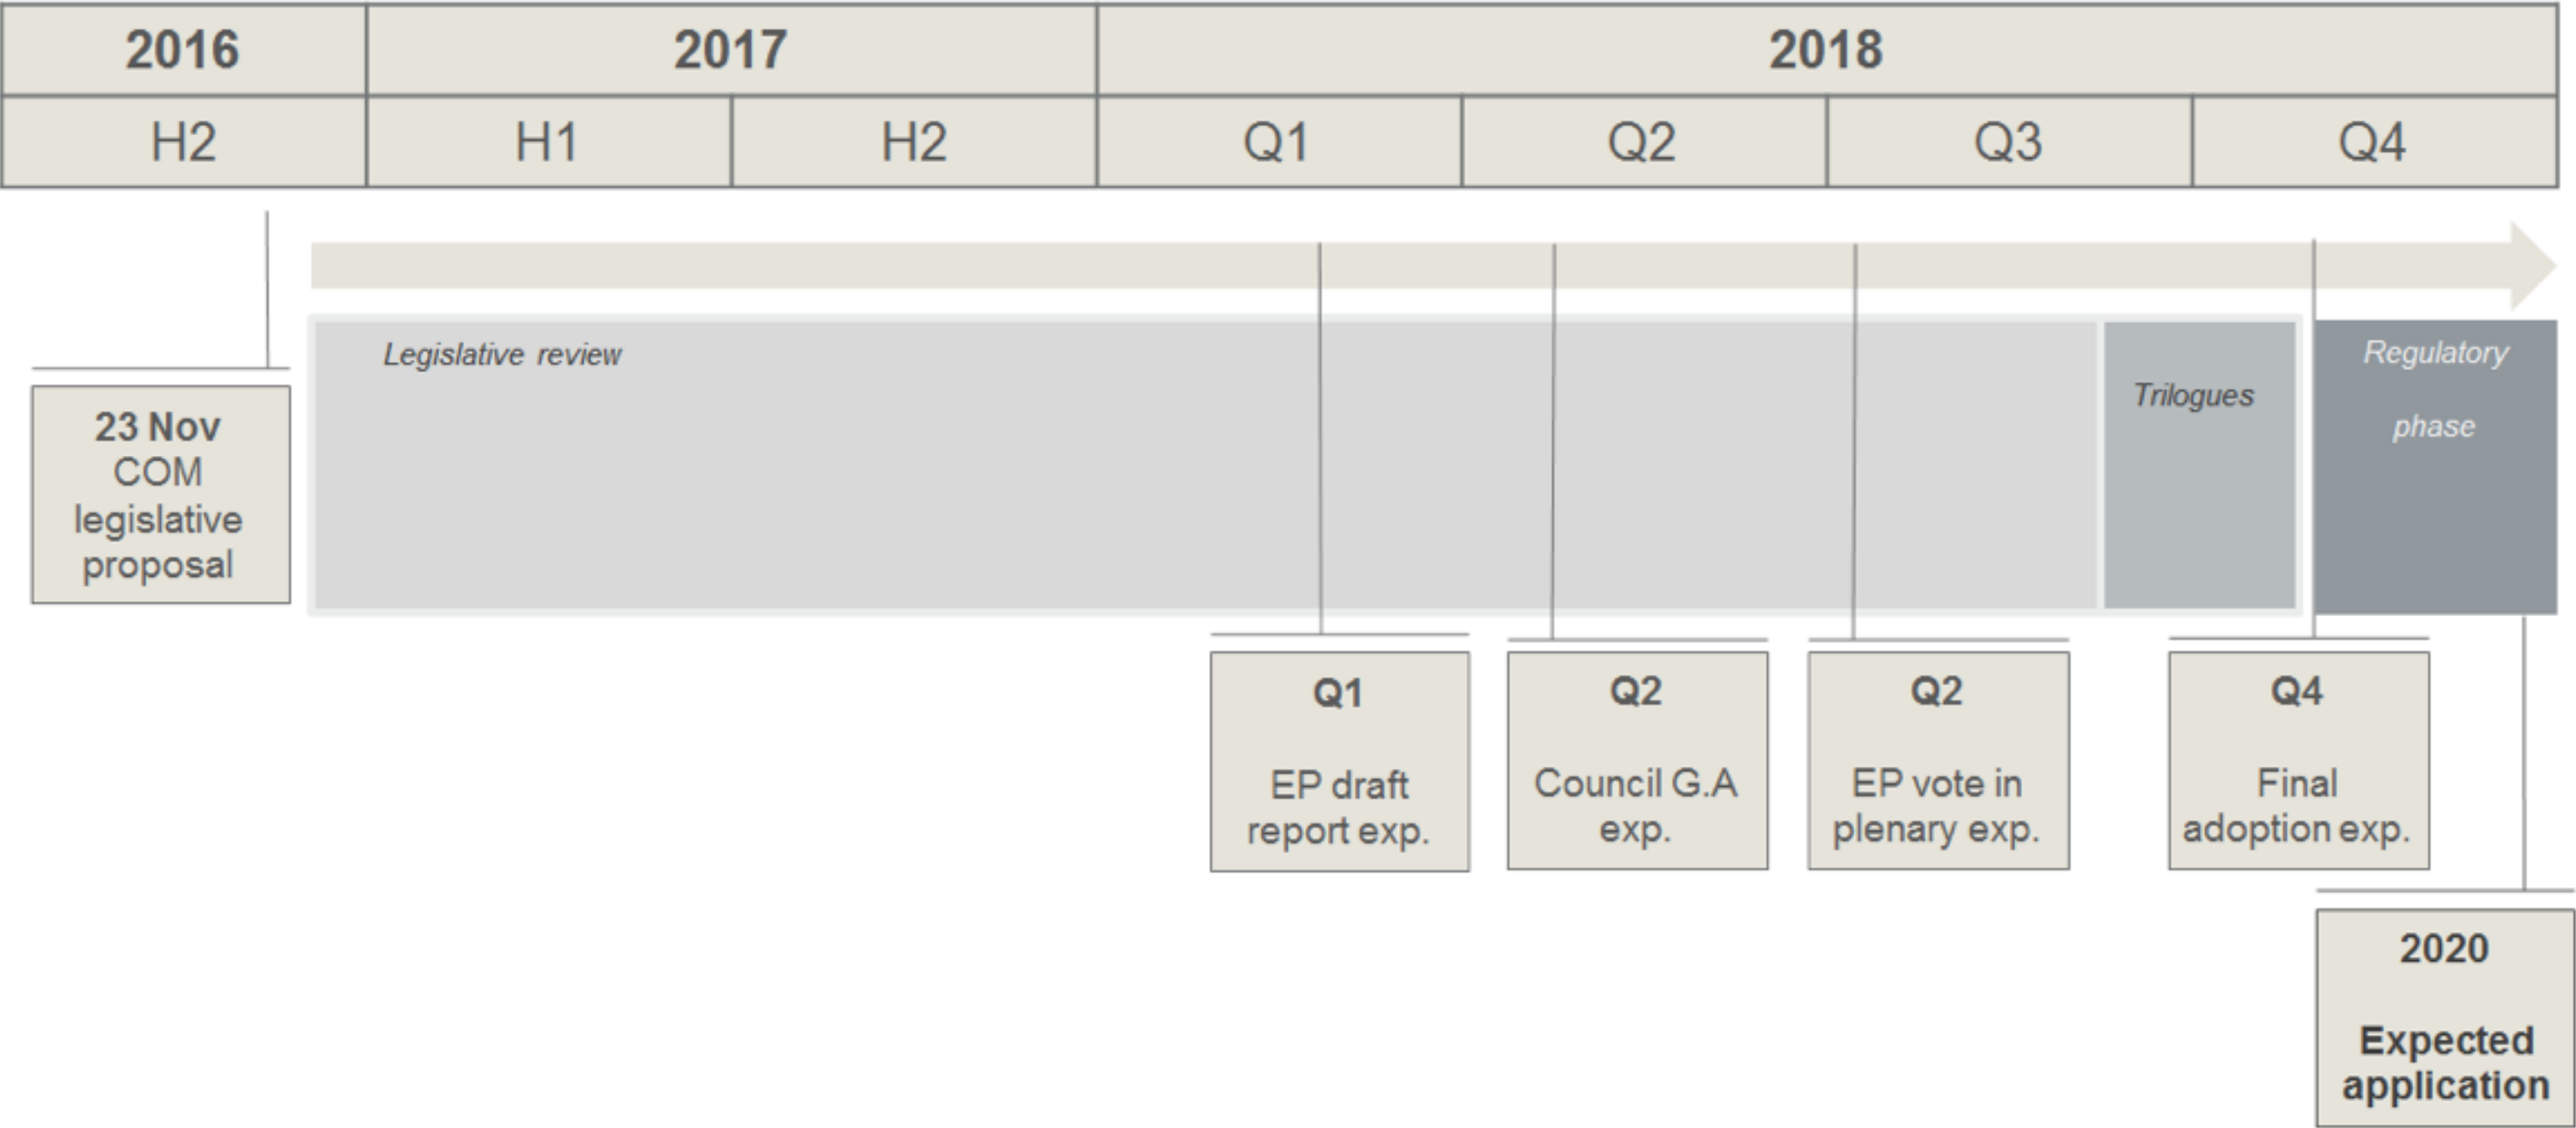 2016 2017 2018
H2 H1 H2 Q1 Q2 Q3 Q4
Legislative review
Trilogues
Regulatory
phase
23 Nov
COM
legislative
proposal
Q1
EP draft
report exp.
Q2
Council G.A
exp.
Q2
EP vote in
plenary exp.
Q4
Final
adoption exp.
2020
Expected
application